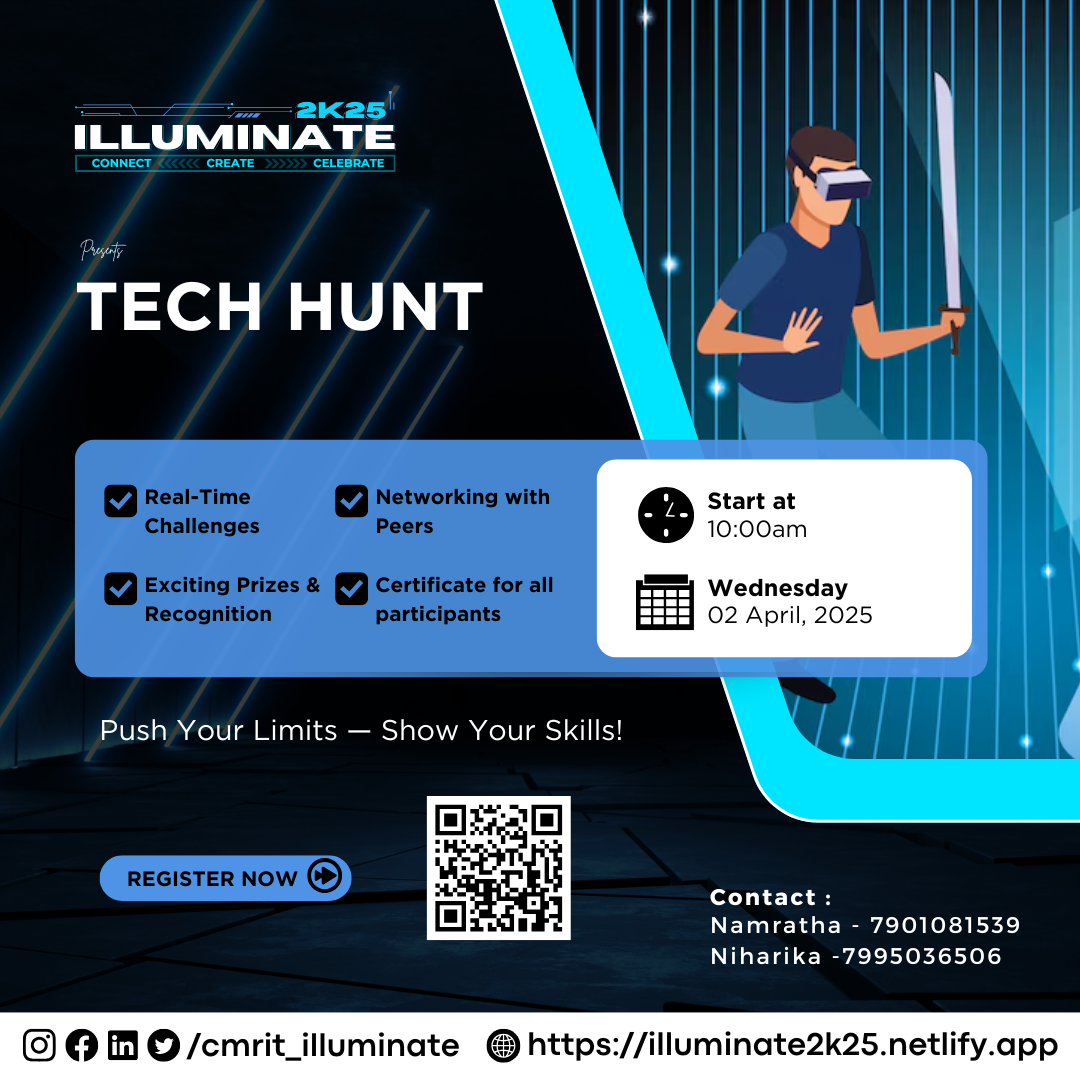 2K25
ILLUMINATE
CONNECT <<<<< CREATE >>>>> CELEBRATE
Presents
TECH HUNT
Real-Time
Challenges
Networking with
Peers
Exciting Prizes &
Recognition
Certificate for all
participants
Start at
10:00am
Wednesday
02 April, 2025
Push Your Limits — Show Your Skills!
REGISTER NOW
Contact :
Namratha - 7901081539
Niharika -7995036506
/cmrit_illuminate
https://illuminate2k25.netlify.app